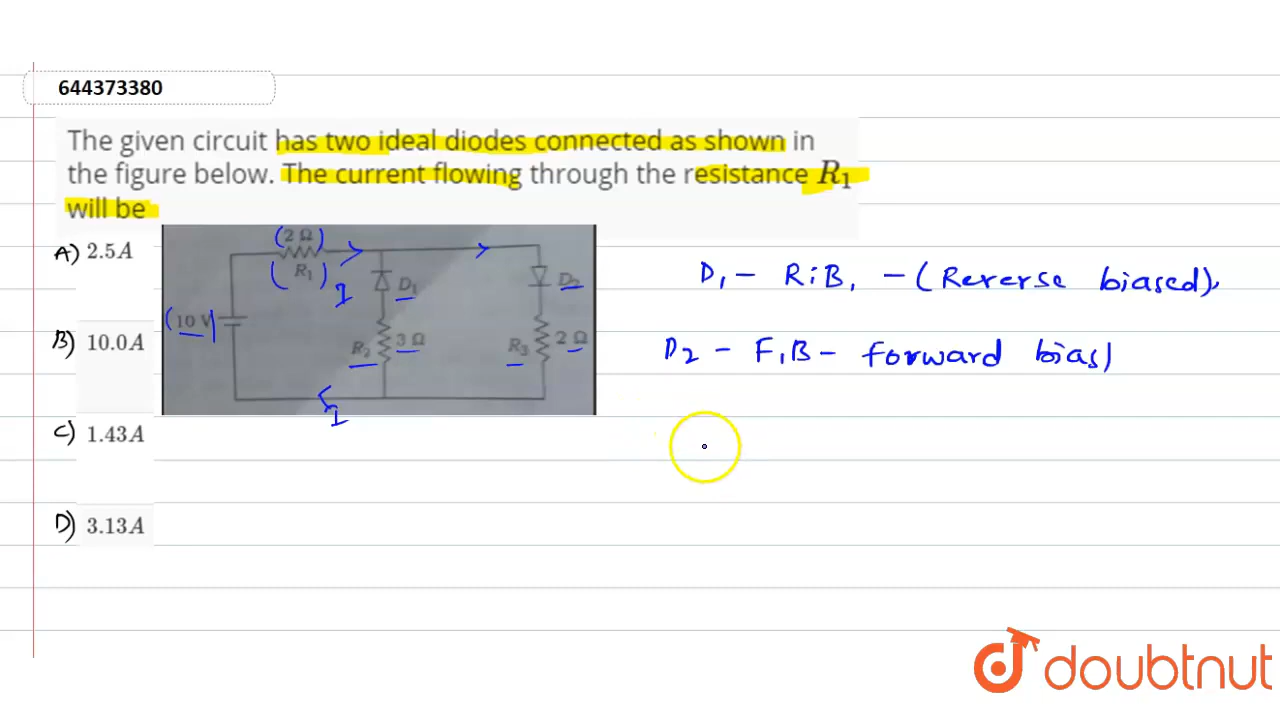 644373380
The given circuit has two ideal diodes connected as shown in
the figure below. The current flowing through the resistance R₁
will be
A) 2.5A
B) 10.0A
C) 1.43A
D) 3.13A
(2 Ω)
(R₁)
I
D₁
D₂
(10 V)
R₂ 3 Ω
R₃ 2 Ω
I
D₁ - R.B, - (Reverse biased).
D₂ - F.B - forward bias)
doubtnut